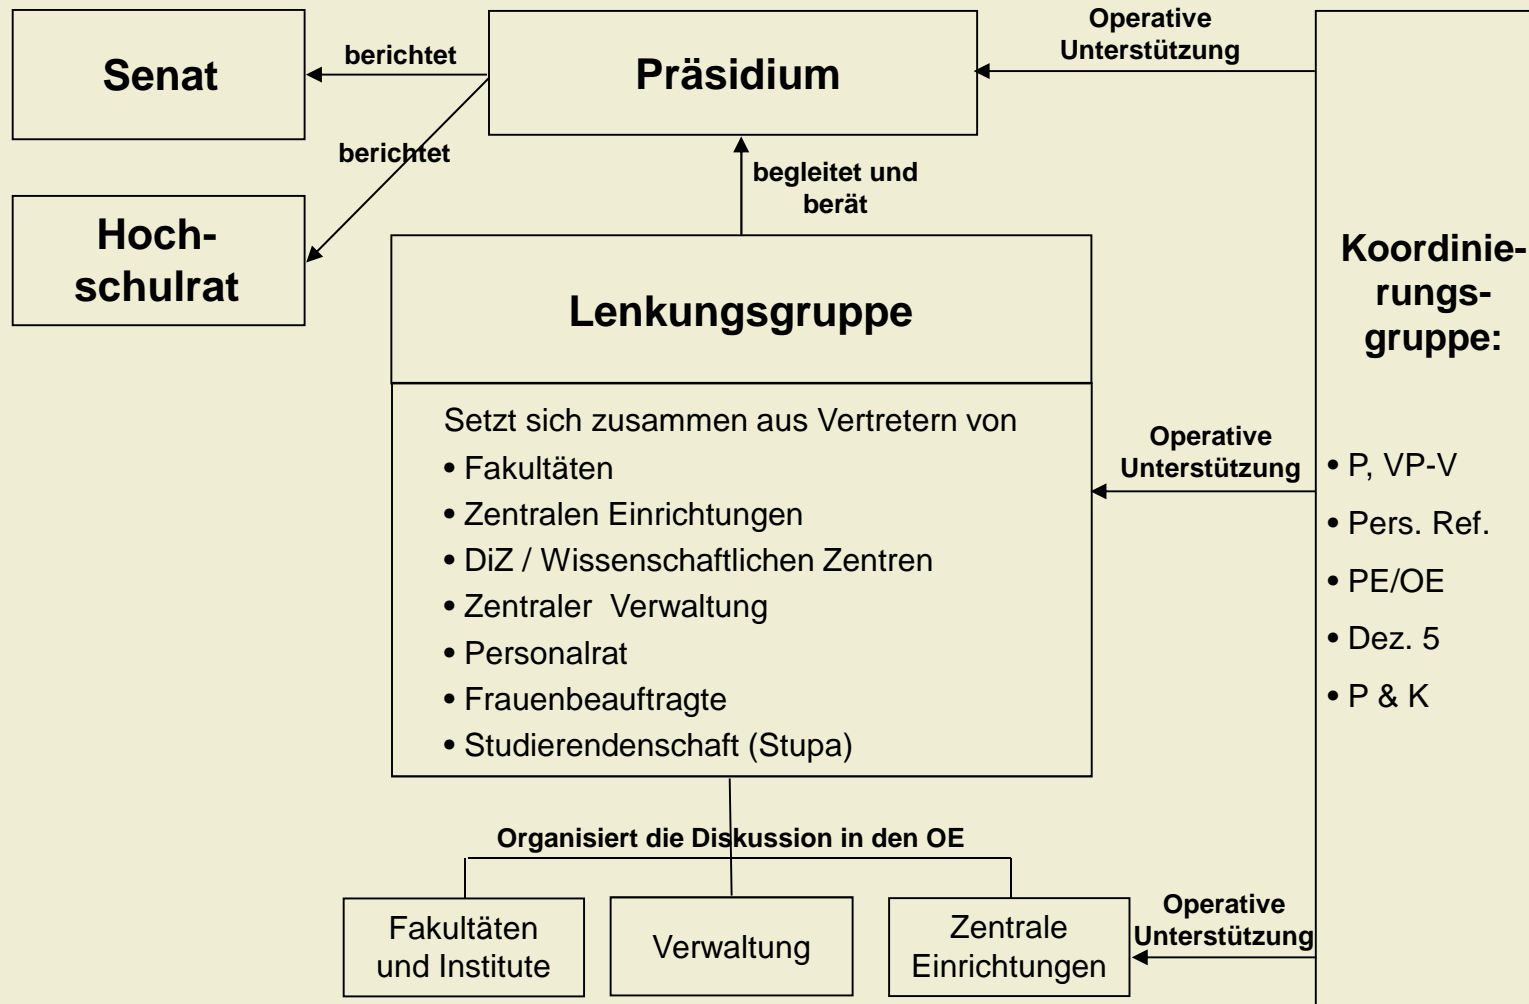 Senat
berichtet
Präsidium
Operative
Unterstützung
berichtet
Hoch-
schulrat
begleitet und
berät
Lenkungsgruppe
Setzt sich zusammen aus Vertretern von
• Fakultäten
• Zentralen Einrichtungen
• DiZ / Wissenschaftlichen Zentren
• Zentraler  Verwaltung
• Personalrat
• Frauenbeauftragte
• Studierendenschaft (Stupa)
Operative
Unterstützung
Koordinie-
rungs-
gruppe:
• P, VP-V
• Pers. Ref.
• PE/OE
• Dez. 5
• P & K
Organisiert die Diskussion in den OE
Fakultäten
und Institute
Verwaltung
Zentrale
Einrichtungen
Operative
Unterstützung